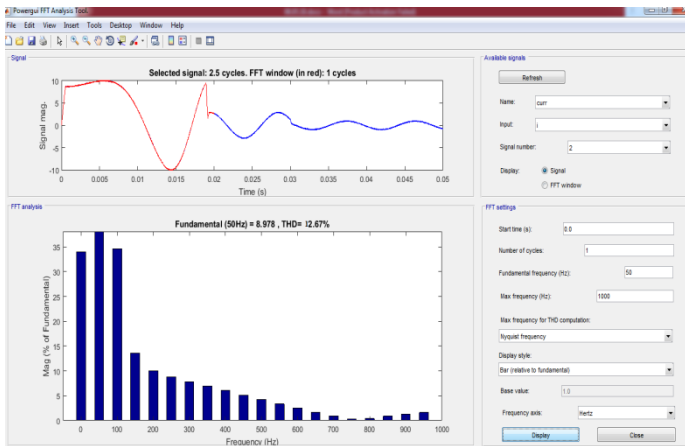 Powergui FFT Analysis Tool
File Edit View Insert Tools Desktop Window Help
Signal
Selected signal: 2.5 cycles. FFT window (in red): 1 cycles
10
5
0
-5
-10
Signal mag.
0 0.005 0.01 0.015 0.02 0.025 0.03 0.035 0.04 0.045 0.05
Time (s)
FFT analysis
Fundamental (50Hz) = 8.978 , THD= 12.67%
35
30
25
20
15
10
5
0
Mag (% of Fundamental)
0 100 200 300 400 500 600 700 800 900 1000
Frequency (Hz)
Available signals
Refresh
Name: curr
Input: i
Signal number: 2
Display: Signal
FFT window
FFT settings
Start time (s): 0.0
Number of cycles: 1
Fundamental frequency (Hz): 50
Max frequency (Hz): 1000
Max frequency for THD computation:
Nyquist frequency
Display style:
Bar (relative to fundamental)
Base value: 1.0
Frequency axis: Hertz
Display Close